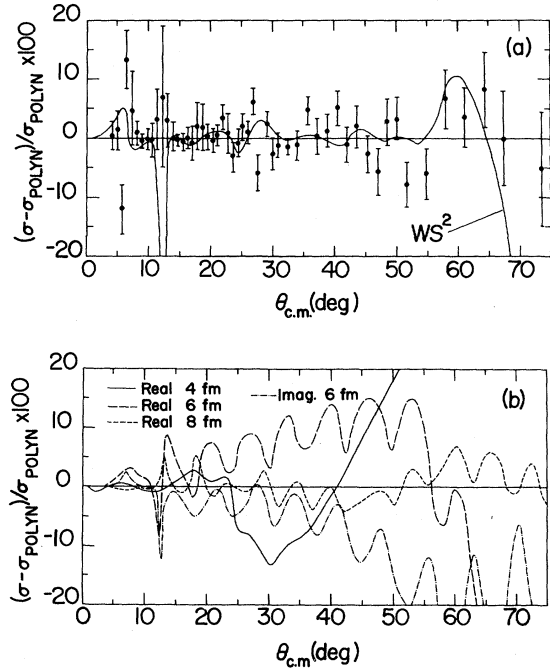 20
(a)
10
0
-10
-20
(σ-σPOLYN)/σPOLYN ×100
WS²
0 10 20 30 40 50 60 70
θc.m.(deg)
20
(b)
Real 4 fm
Imag. 6 fm
Real 6 fm
Real 8 fm
10
0
-10
-20
(σ-σPOLYN)/σPOLYN ×100
0 10 20 30 40 50 60 70
θc.m.(deg)